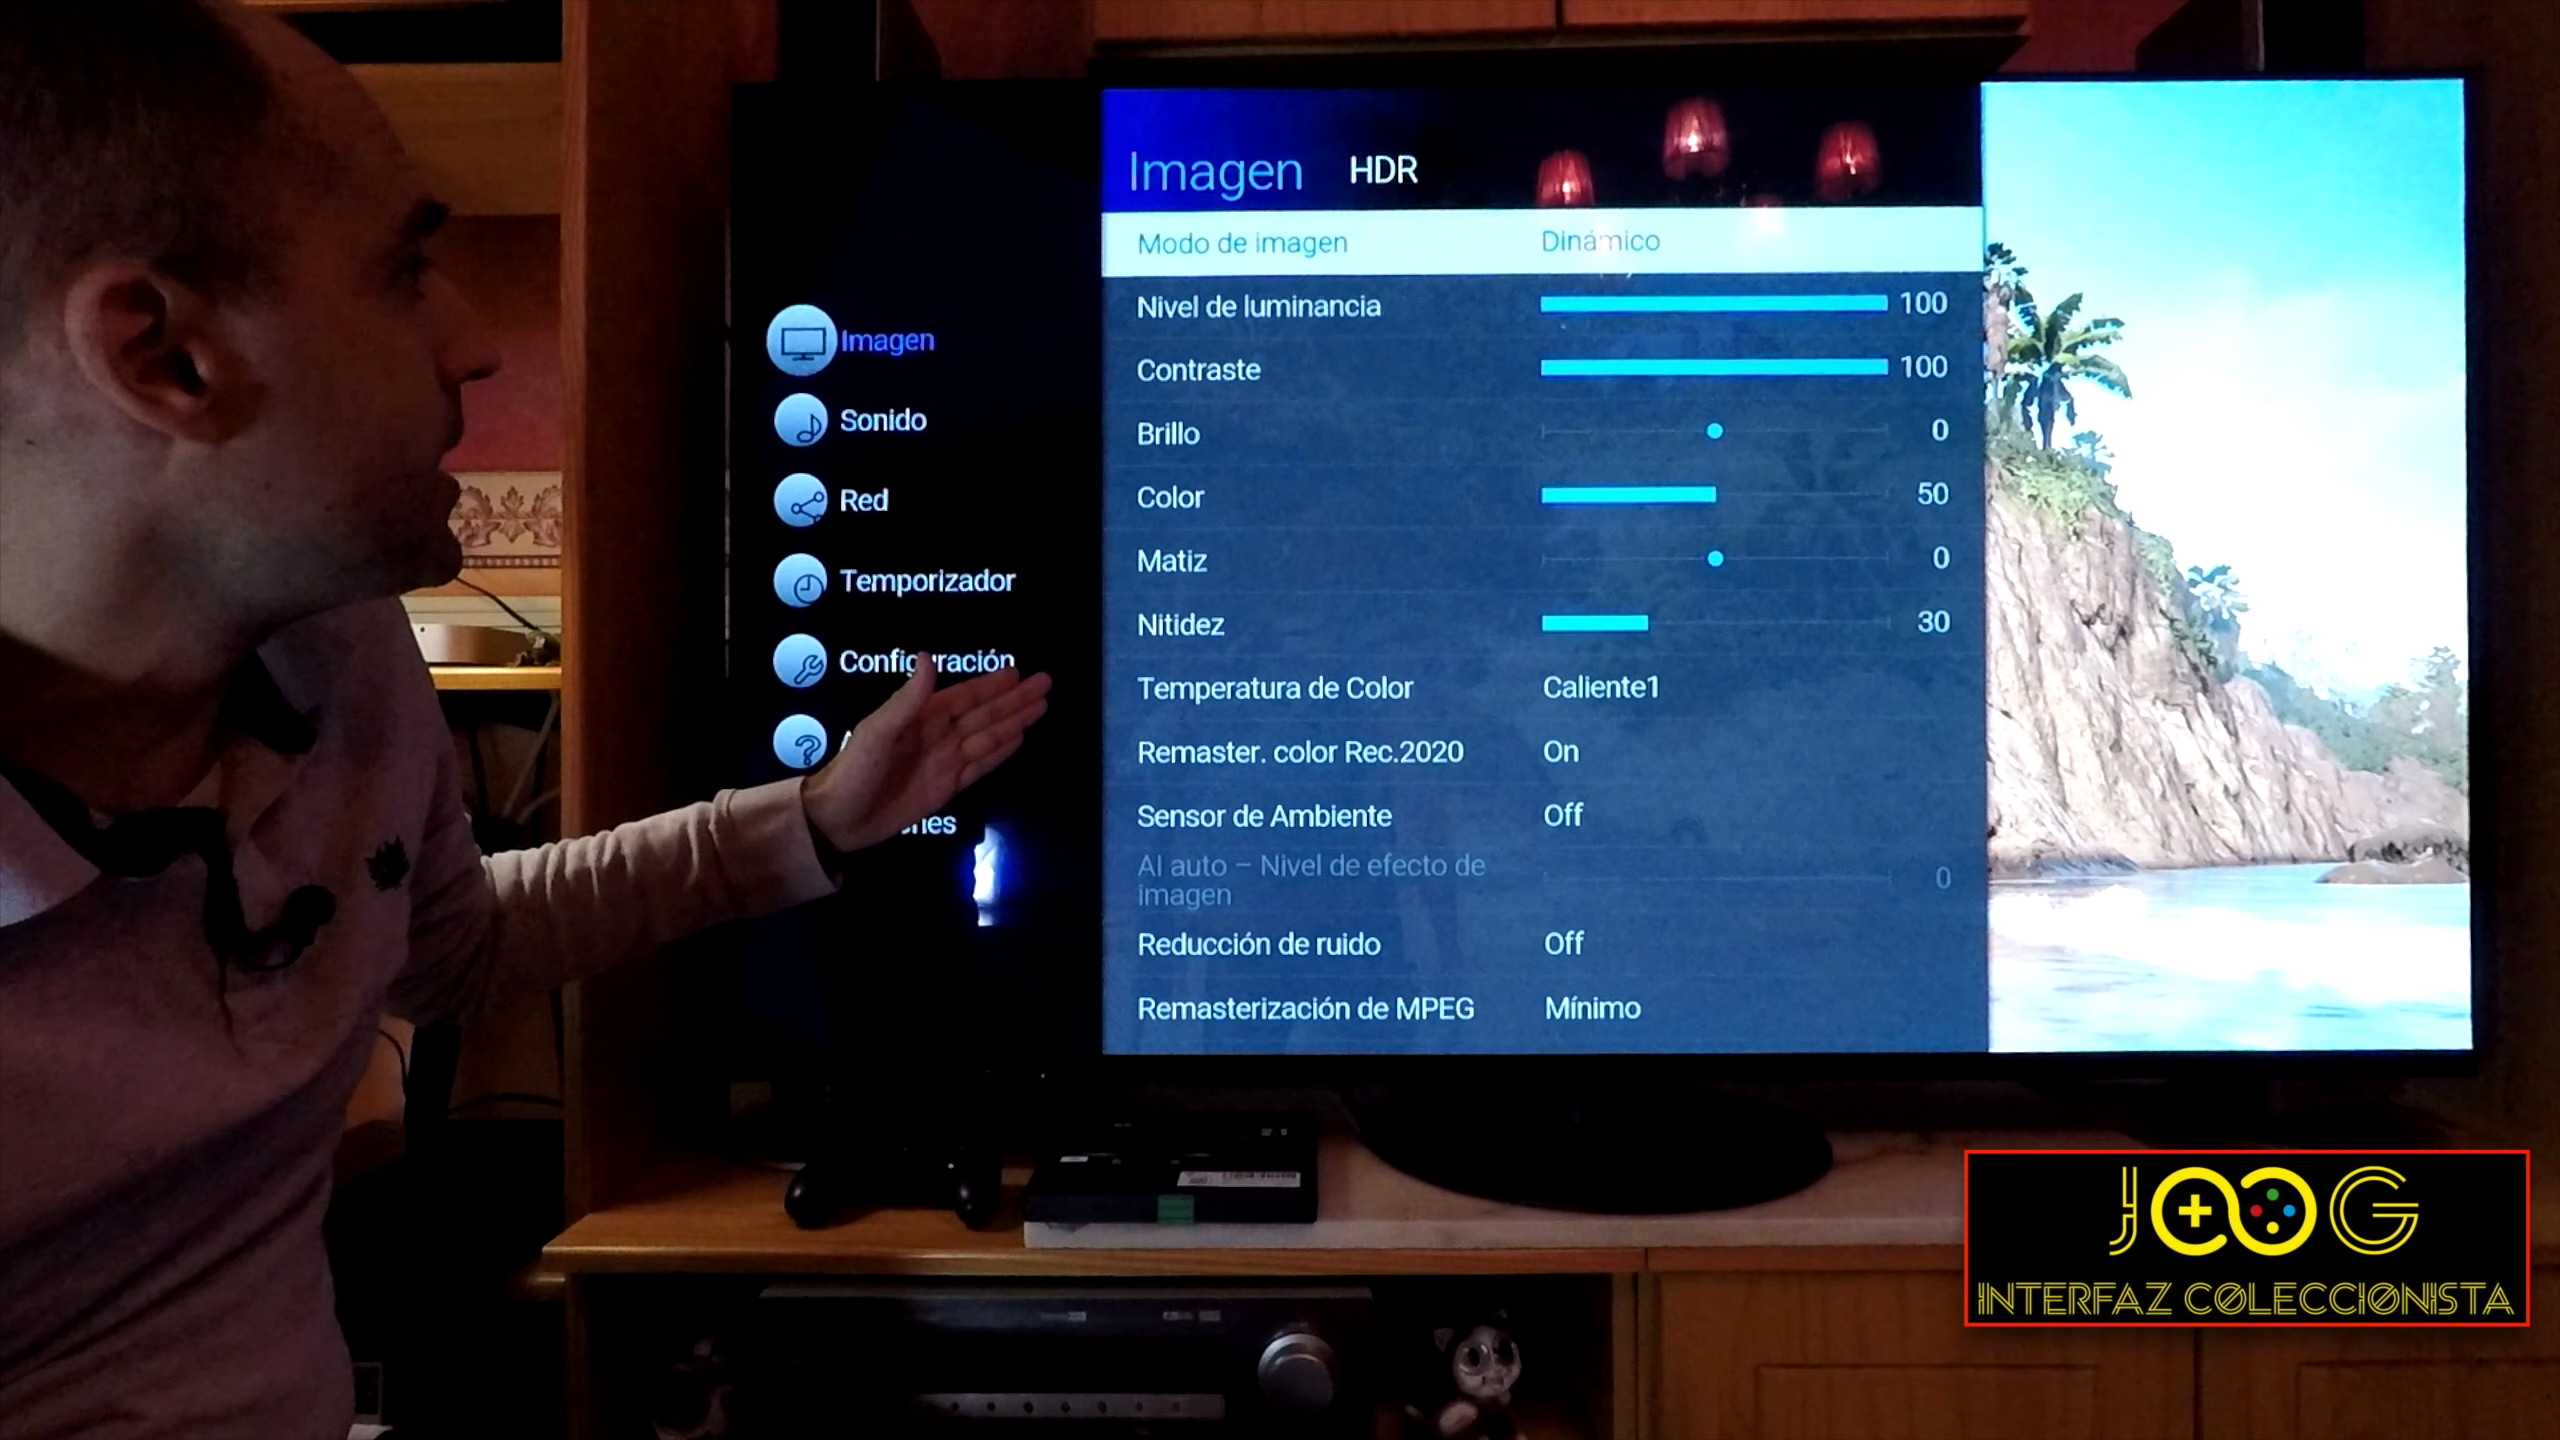 Imagen HDR
Modo de imagen Dinámico
Nivel de luminancia 100
Contraste 100
Brillo 0
Color 50
Matiz 0
Nitidez 30
Temperatura de Color Caliente1
Remaster. color Rec.2020 On
Sensor de Ambiente Off
AI auto – Nivel de efecto de
imagen 0
Reducción de ruido Off
Remasterización de MPEG Mínimo
Imagen
Sonido
Red
Temporizador
Configuración
JOOG
INTERFAZ COLECCIONISTA